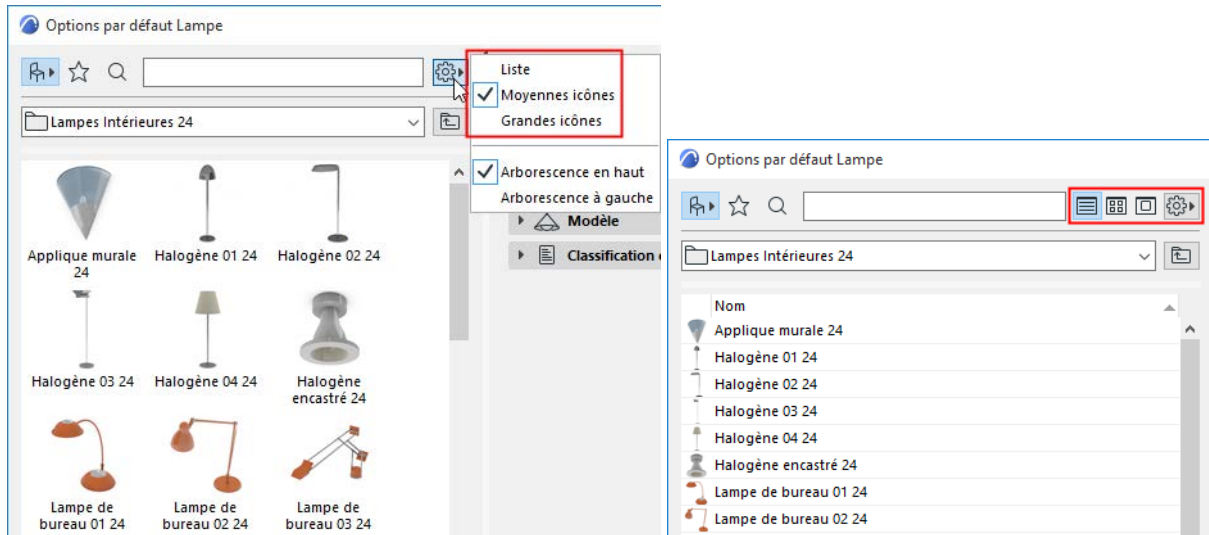 Options par défaut Lampe
Liste
Moyennes icônes
Grandes icônes
Lampes Intérieures 24
Arborescence en haut
Arborescence à gauche
Modèle
Classification
Applique murale
24
Halogène 01 24
Halogène 02 24
Halogène 03 24
Halogène 04 24
Halogène
encastré 24
Lampe de
bureau 01 24
Lampe de
bureau 02 24
Lampe de
bureau 03 24
Options par défaut Lampe
Lampes Intérieures 24
Nom
Applique murale 24
Halogène 01 24
Halogène 02 24
Halogène 03 24
Halogène 04 24
Halogène encastré 24
Lampe de bureau 01 24
Lampe de bureau 02 24